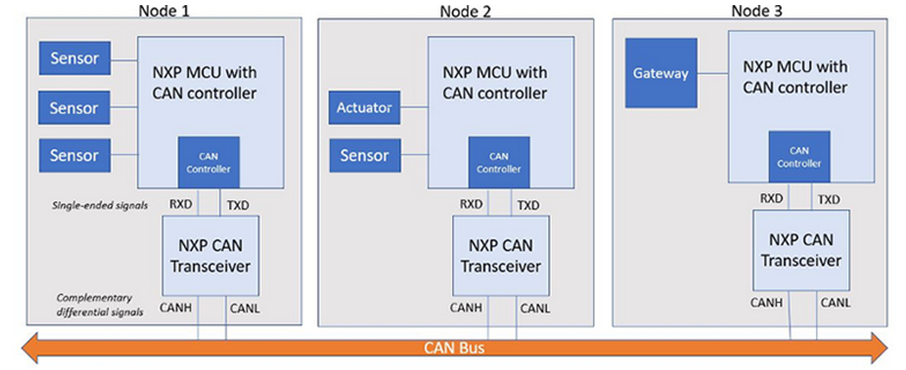 Node 1
Sensor
Sensor
Sensor
NXP MCU with
CAN controller
CAN
Controller
Single-ended signals
RXD
TXD
NXP CAN
Transceiver
Complementary
differential signals
CANH
CANL
Node 2
Actuator
Sensor
NXP MCU with
CAN controller
CAN
Controller
RXD
TXD
NXP CAN
Transceiver
CANH
CANL
Node 3
Gateway
NXP MCU with
CAN controller
CAN
Controller
RXD
TXD
NXP CAN
Transceiver
CANH
CANL
CAN Bus